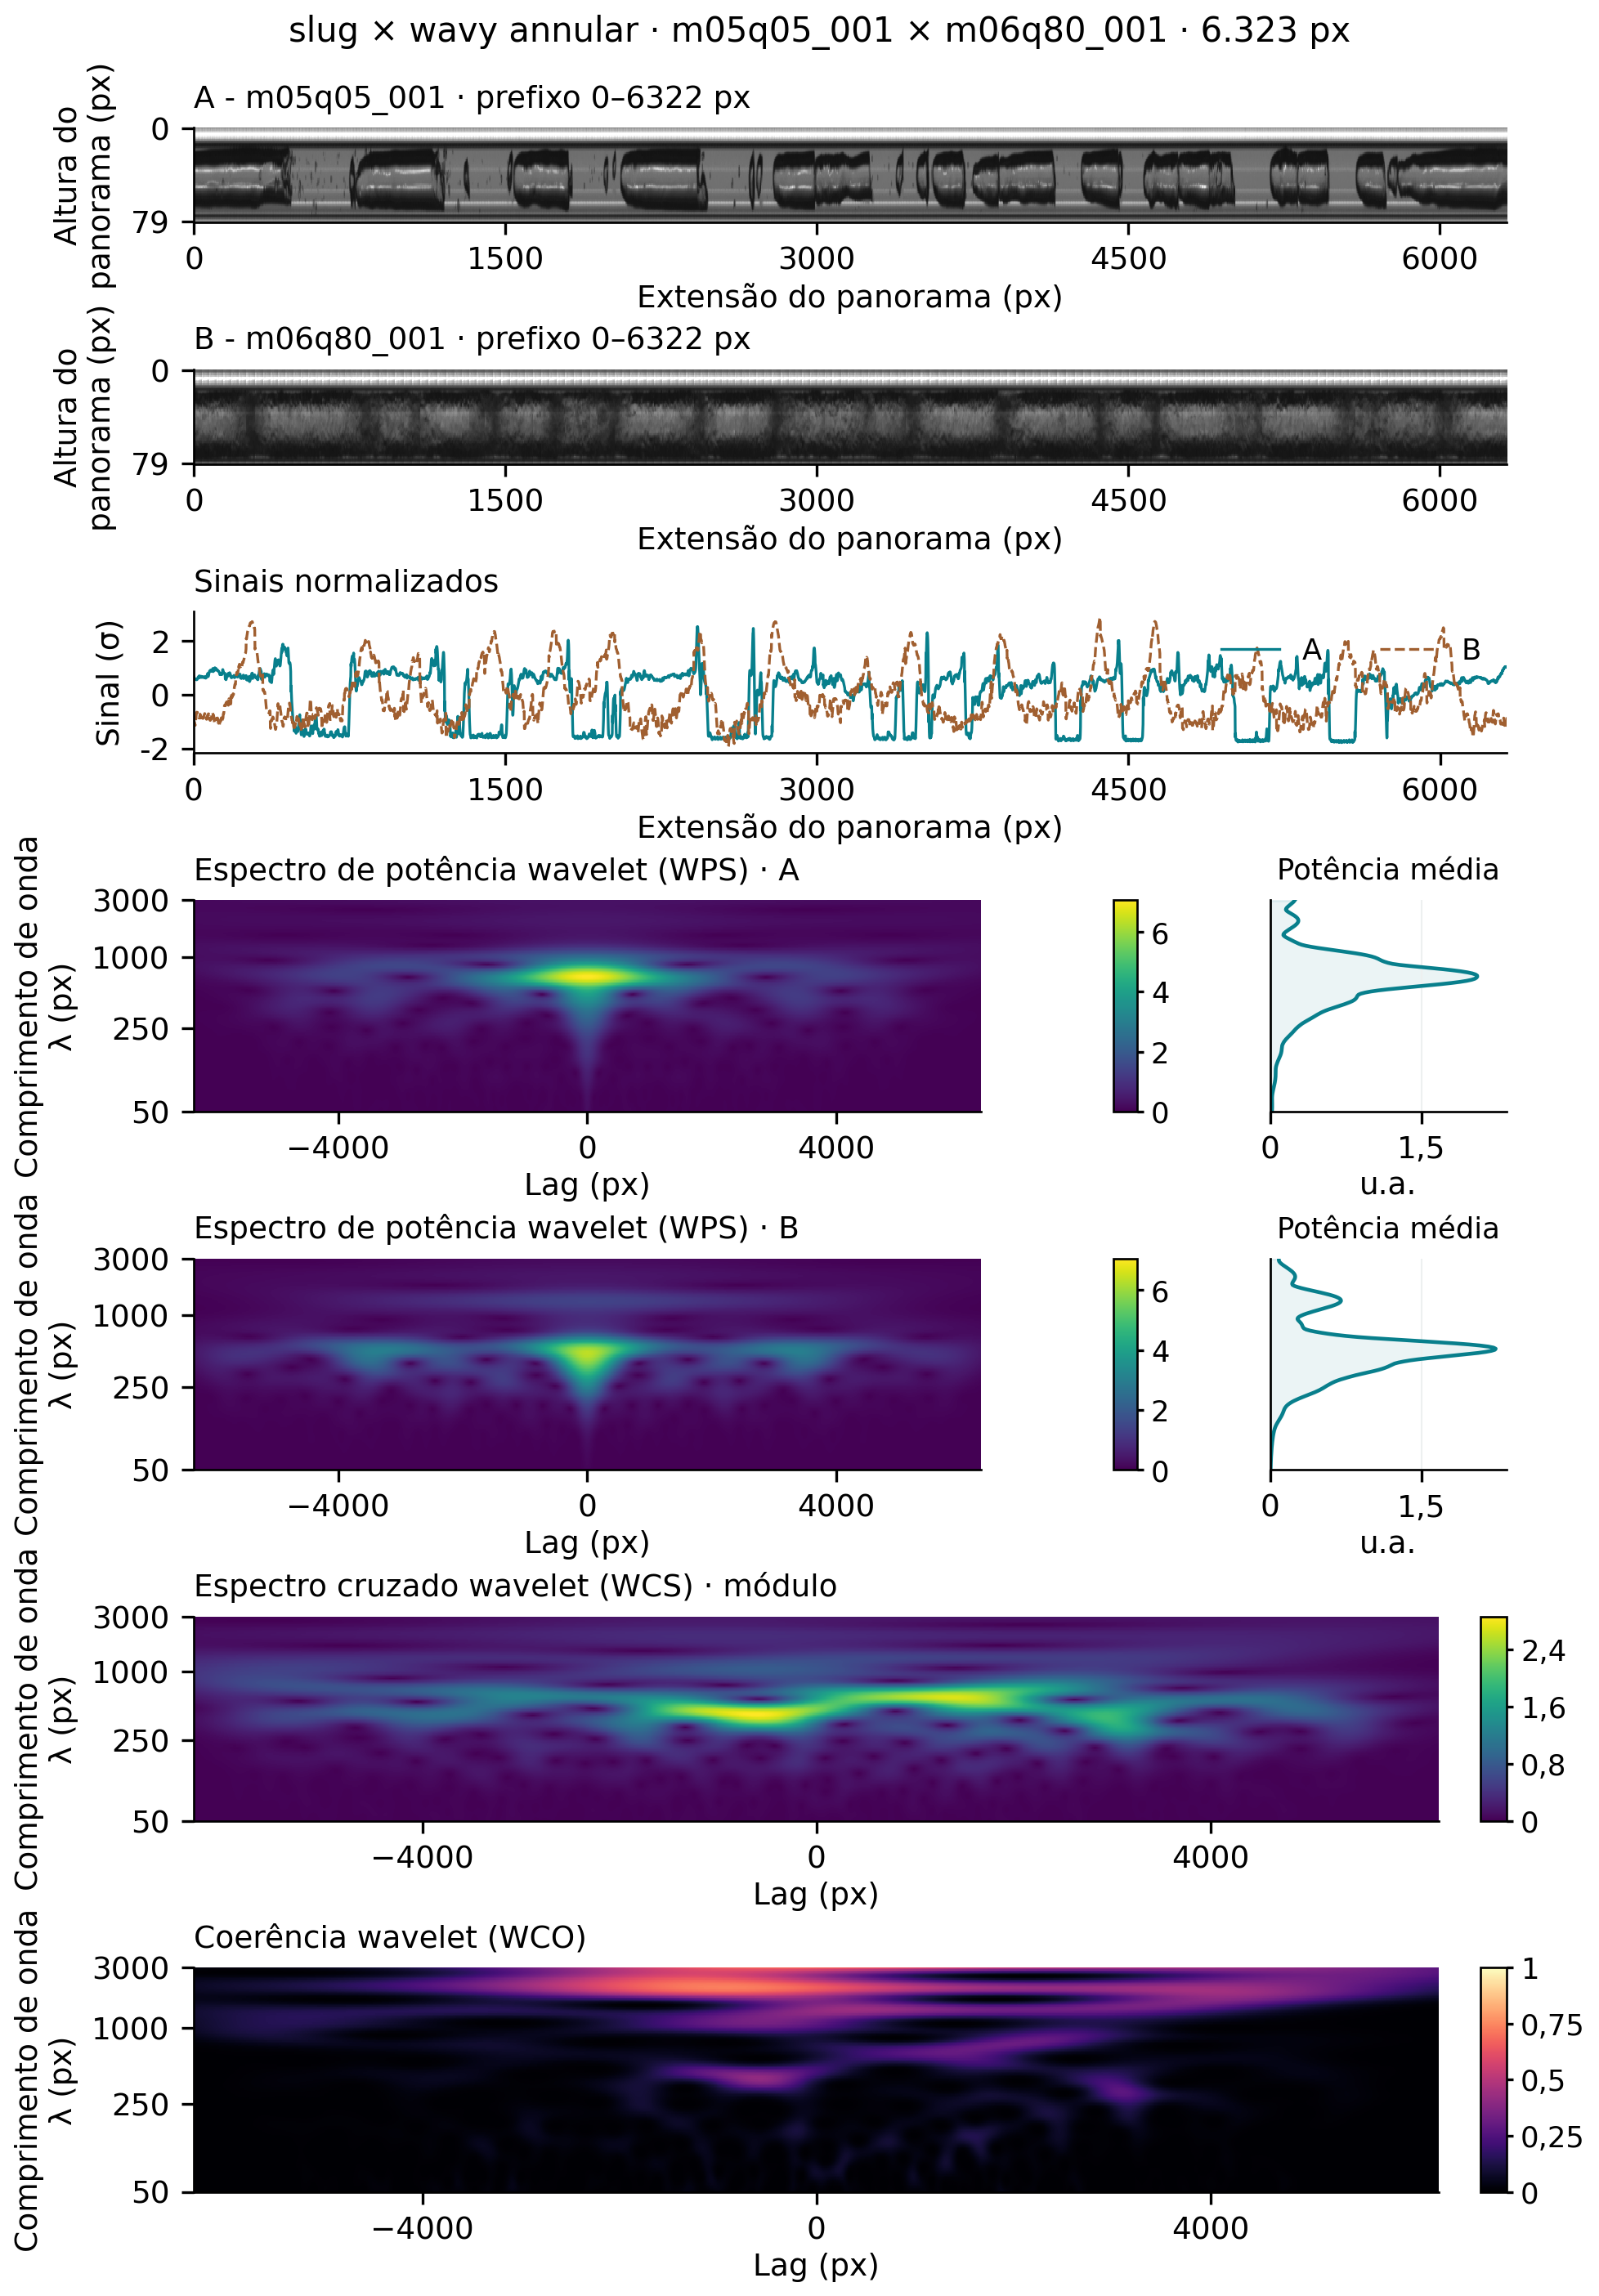 slug × wavy annular · m05q05_001 × m06q80_001 · 6.323 px
A - m05q05_001 · prefixo 0–6322 px
Altura do
panorama (px)
0
79
0 1500 3000 4500 6000
Extensão do panorama (px)
B - m06q80_001 · prefixo 0–6322 px
Altura do
panorama (px)
0
79
0 1500 3000 4500 6000
Extensão do panorama (px)
Sinais normalizados
Sinal (σ)
2
0
-2
A B
0 1500 3000 4500 6000
Extensão do panorama (px)
Espectro de potência wavelet (WPS) · A
Comprimento de onda
λ (px)
3000
1000
250
50
−4000 0 4000
Lag (px)
6
4
2
0
Potência média
0 1,5
u.a.
Espectro de potência wavelet (WPS) · B
Comprimento de onda
λ (px)
3000
1000
250
50
−4000 0 4000
Lag (px)
6
4
2
0
Potência média
0 1,5
u.a.
Espectro cruzado wavelet (WCS) · módulo
Comprimento de onda
λ (px)
3000
1000
250
50
−4000 0 4000
Lag (px)
2,4
1,6
0,8
0
Coerência wavelet (WCO)
Comprimento de onda
λ (px)
3000
1000
250
50
−4000 0 4000
Lag (px)
1
0,75
0,5
0,25
0